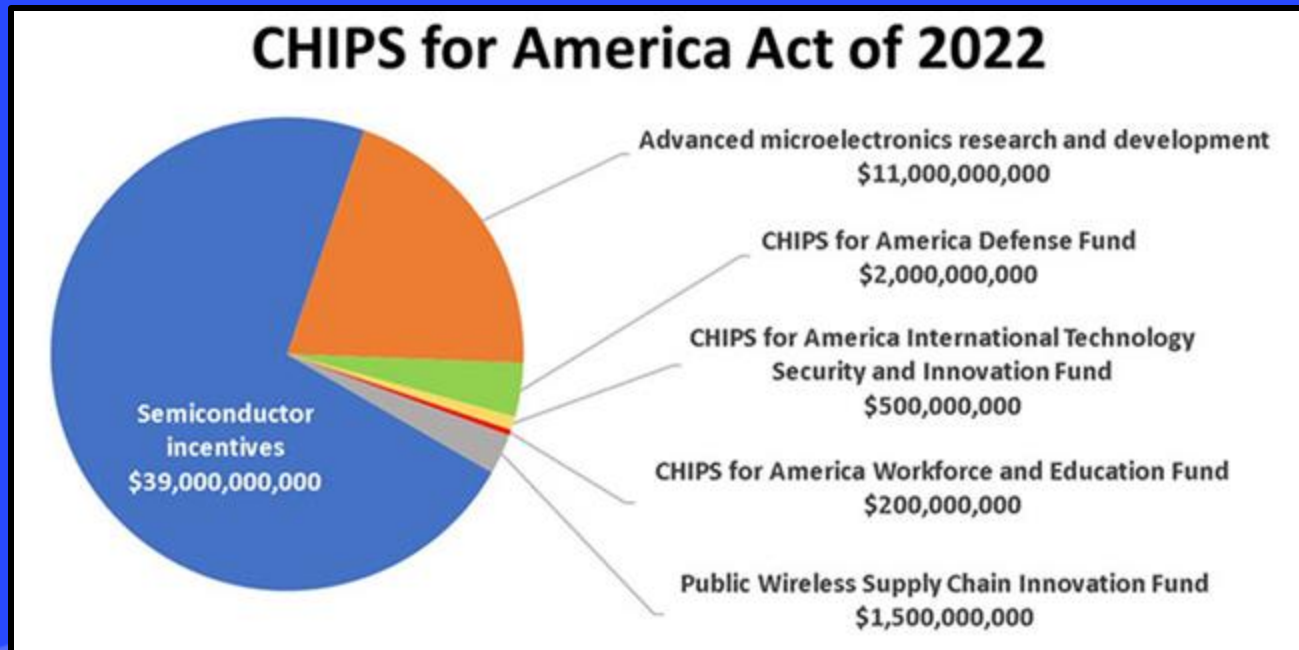 CHIPS for America Act of 2022
Advanced microelectronics research and development
$11,000,000,000
CHIPS for America Defense Fund
$2,000,000,000
CHIPS for America International Technology
Security and Innovation Fund
$500,000,000
Semiconductor
incentives
$39,000,000,000
CHIPS for America Workforce and Education Fund
$200,000,000
Public Wireless Supply Chain Innovation Fund
$1,500,000,000